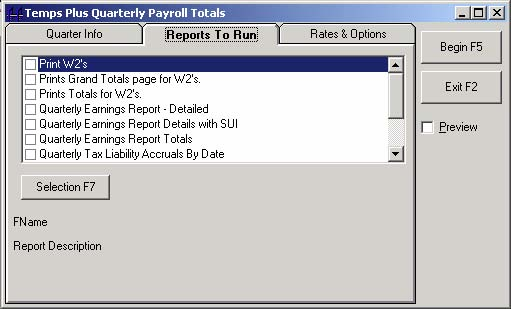 Temps Plus Quarterly Payroll Totals
Quarter Info
Reports To Run
Rates & Options
Begin F5
Exit F2
Preview
Print W2's
Prints Grand Totals page for W2's.
Prints Totals for W2's.
Quarterly Earnings Report - Detailed
Quarterly Earnings Report Details with SUI
Quarterly Earnings Report Totals
Quarterly Tax Liability Accruals By Date
Selection F7
FName
Report Description